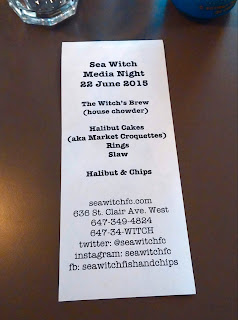 Sea Witch
Media Night
22 June 2015
The Witch's Brew
(house chowder)
Halibut Cakes
(aka Market Croquettes)
Rings
Slaw
Halibut & Chips
seawitchfc.com
636 St. Clair Ave. West
647-349-4824
647-34-WITCH
twitter: @seawitchfc
instagram: seawitchfc
fb: seawitchfishandchips